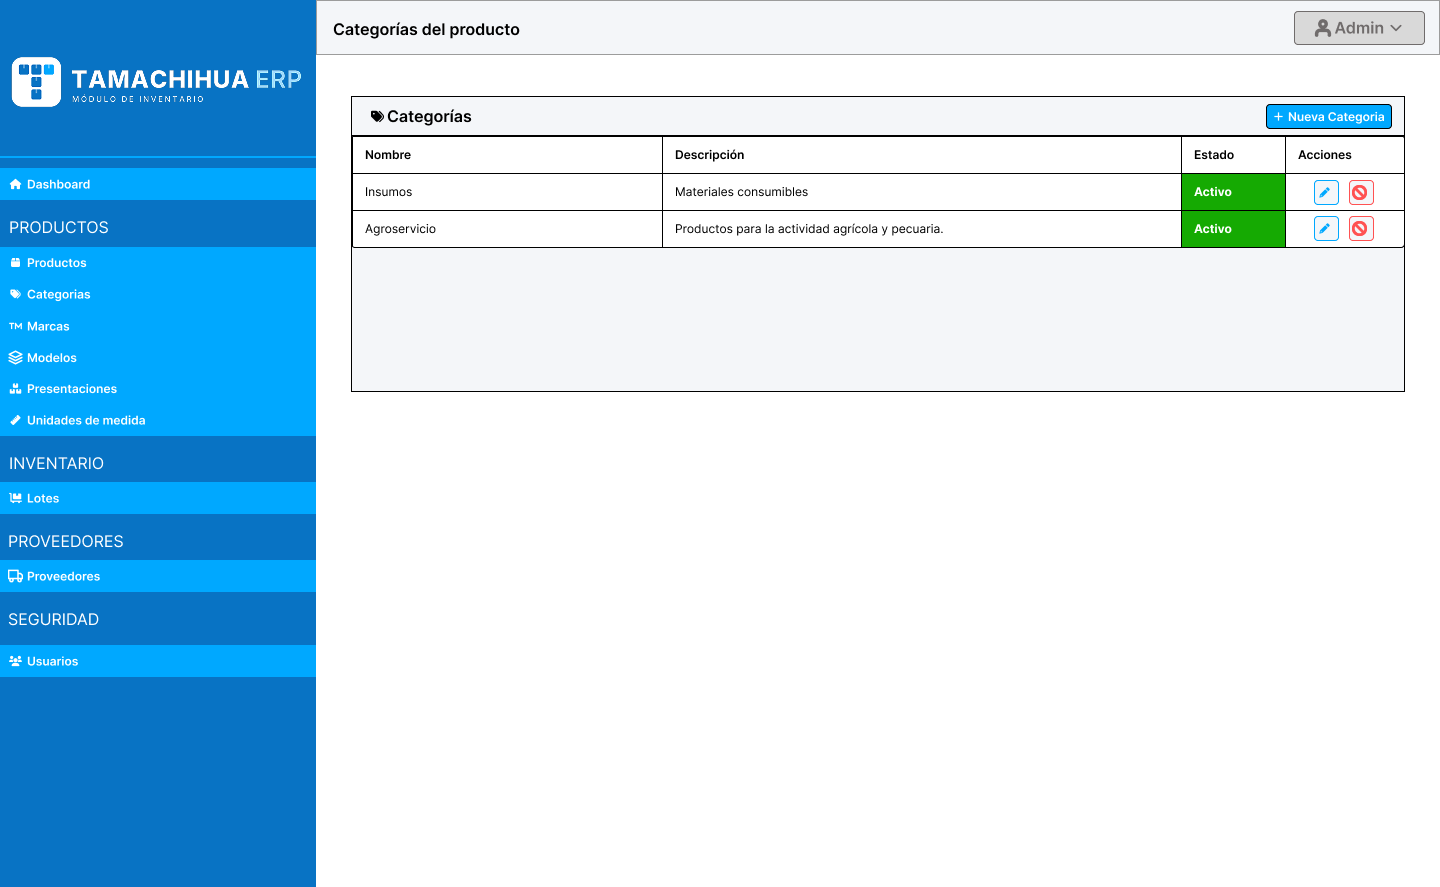 TAMACHIHUA ERP
MÓDULO DE INVENTARIO
Dashboard
PRODUCTOS
Productos
Categorias
TM Marcas
Modelos
Presentaciones
Unidades de medida
INVENTARIO
Lotes
PROVEEDORES
Proveedores
SEGURIDAD
Usuarios
Categorías del producto
Admin
Categorías
+ Nueva Categoria
Nombre Descripción Estado Acciones
Insumos Materiales consumibles Activo
Agroservicio Productos para la actividad agrícola y pecuaria. Activo